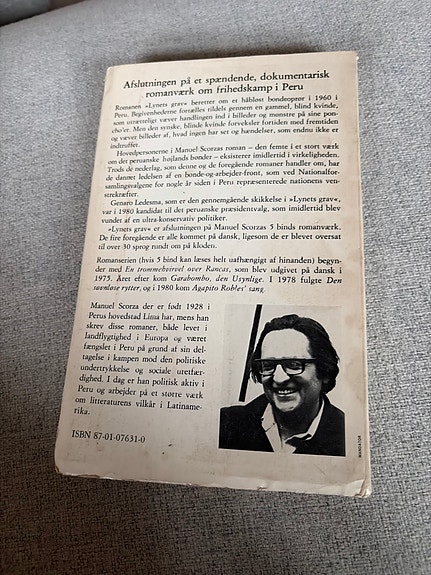 Afslutningen på et spændende, dokumentarisk
romanværk om frihedskamp i Peru
Romanen »Lynets grav« beretter om et håbløst bondeoprør i 1960 i
Peru. Begivenhederne fortælles tildels gennem en gammel, blind kvinde,
som utrætteligt væver handlingen ind i billeder og mønstre på sine pon-
cho'er. Men den synske, blinde kvinde forveksler fortiden med fremtiden
og væver billeder af, hvad ingen har set og hændelser, som endnu ikke er
indtruffet.
Hovedpersonerne i Manuel Scorzas roman – den femte i et stort værk
om det peruanske højlands bønder – eksisterer imidlertid i virkeligheden.
Trods de nederlag, som denne og de foregående romaner handler om, har
de dannet ledelsen af en bonde-og-arbejder-front, som ved Nationalfor-
samlingsvalgene for nogle år siden i Peru repræsenterede nationens ven-
strekræfter.
Genaro Ledesma, som er den gennemgående skikkelse i »Lynets grav«,
var i 1980 kandidat til det peruanske præsidentvalg, som imidlertid blev
vundet af en ultra-konservativ politiker.
»Lynets grav« er afslutningen på Manuel Scorzas 5 binds romanværk.
De fire foregående er alle kommet på dansk, ligesom de er blevet oversat
til over 30 sprog rundt om på kloden.
Romanserien (hvis 5 bind kan læses helt uafhængigt af hinanden) begyn-
der med En trommehvirvel over Rancas, som blev udgivet på dansk i
1975. Året efter kom Garabombo, den Usynlige. I 1978 fulgte Den
søvnløse rytter, og i 1980 kom Agapito Robles' sang.
Manuel Scorza der er født 1928 i
Perus hovedstad Lima har, mens han
skrev disse romaner, både levet i
landflygtighed i Europa og været
fængslet i Peru på grund af sin del-
tagelse i kampen mod den politiske
undertrykkelse og sociale uretfær-
dighed. I dag er han politisk aktiv i
Peru og arbejder på et større værk
om litteraturens vilkår i Latiname-
rika.
ISBN 87-01-07631-0